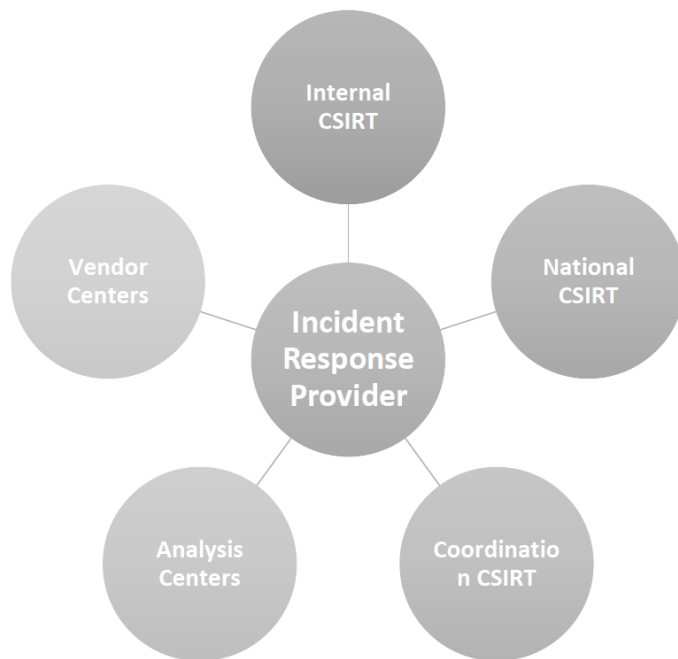 Internal
CSIRT
Vendor
Centers
National
CSIRT
Incident
Response
Provider
Analysis
Centers
Coordinatio
n CSIRT